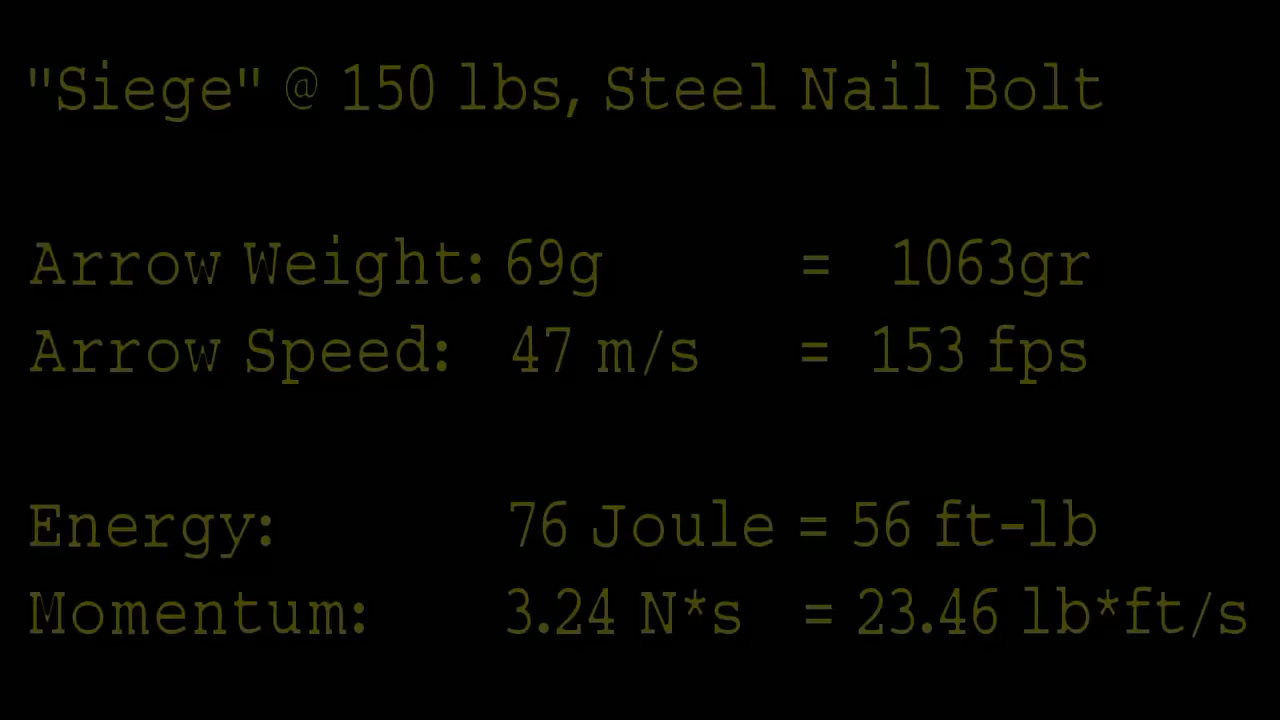 "Siege" @ 150 lbs, Steel Nail Bolt
Arrow Weight: 69g = 1063gr
Arrow Speed: 47 m/s = 153 fps
Energy: 76 Joule = 56 ft-lb
Momentum: 3.24 N*s = 23.46 lb*ft/s